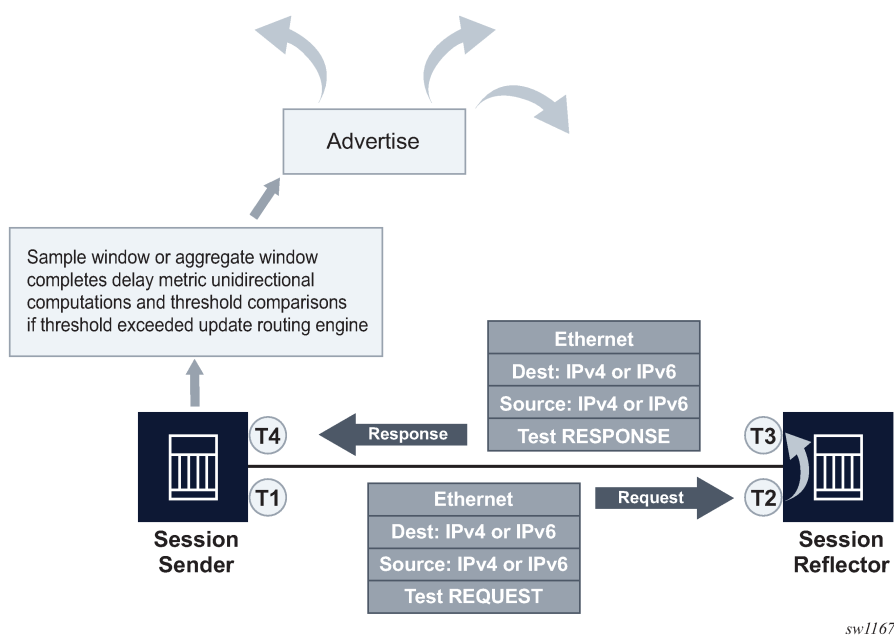 Advertise
Sample window or aggregate window
completes delay metric unidirectional
computations and threshold comparisons
if threshold exceeded update routing engine
Ethernet
Dest: IPv4 or IPv6
Source: IPv4 or IPv6
Test RESPONSE
T4
Response
T3
T1
Ethernet
Dest: IPv4 or IPv6
Source: IPv4 or IPv6
Test REQUEST
Request
T2
Session
Sender
Session
Reflector
sw1167